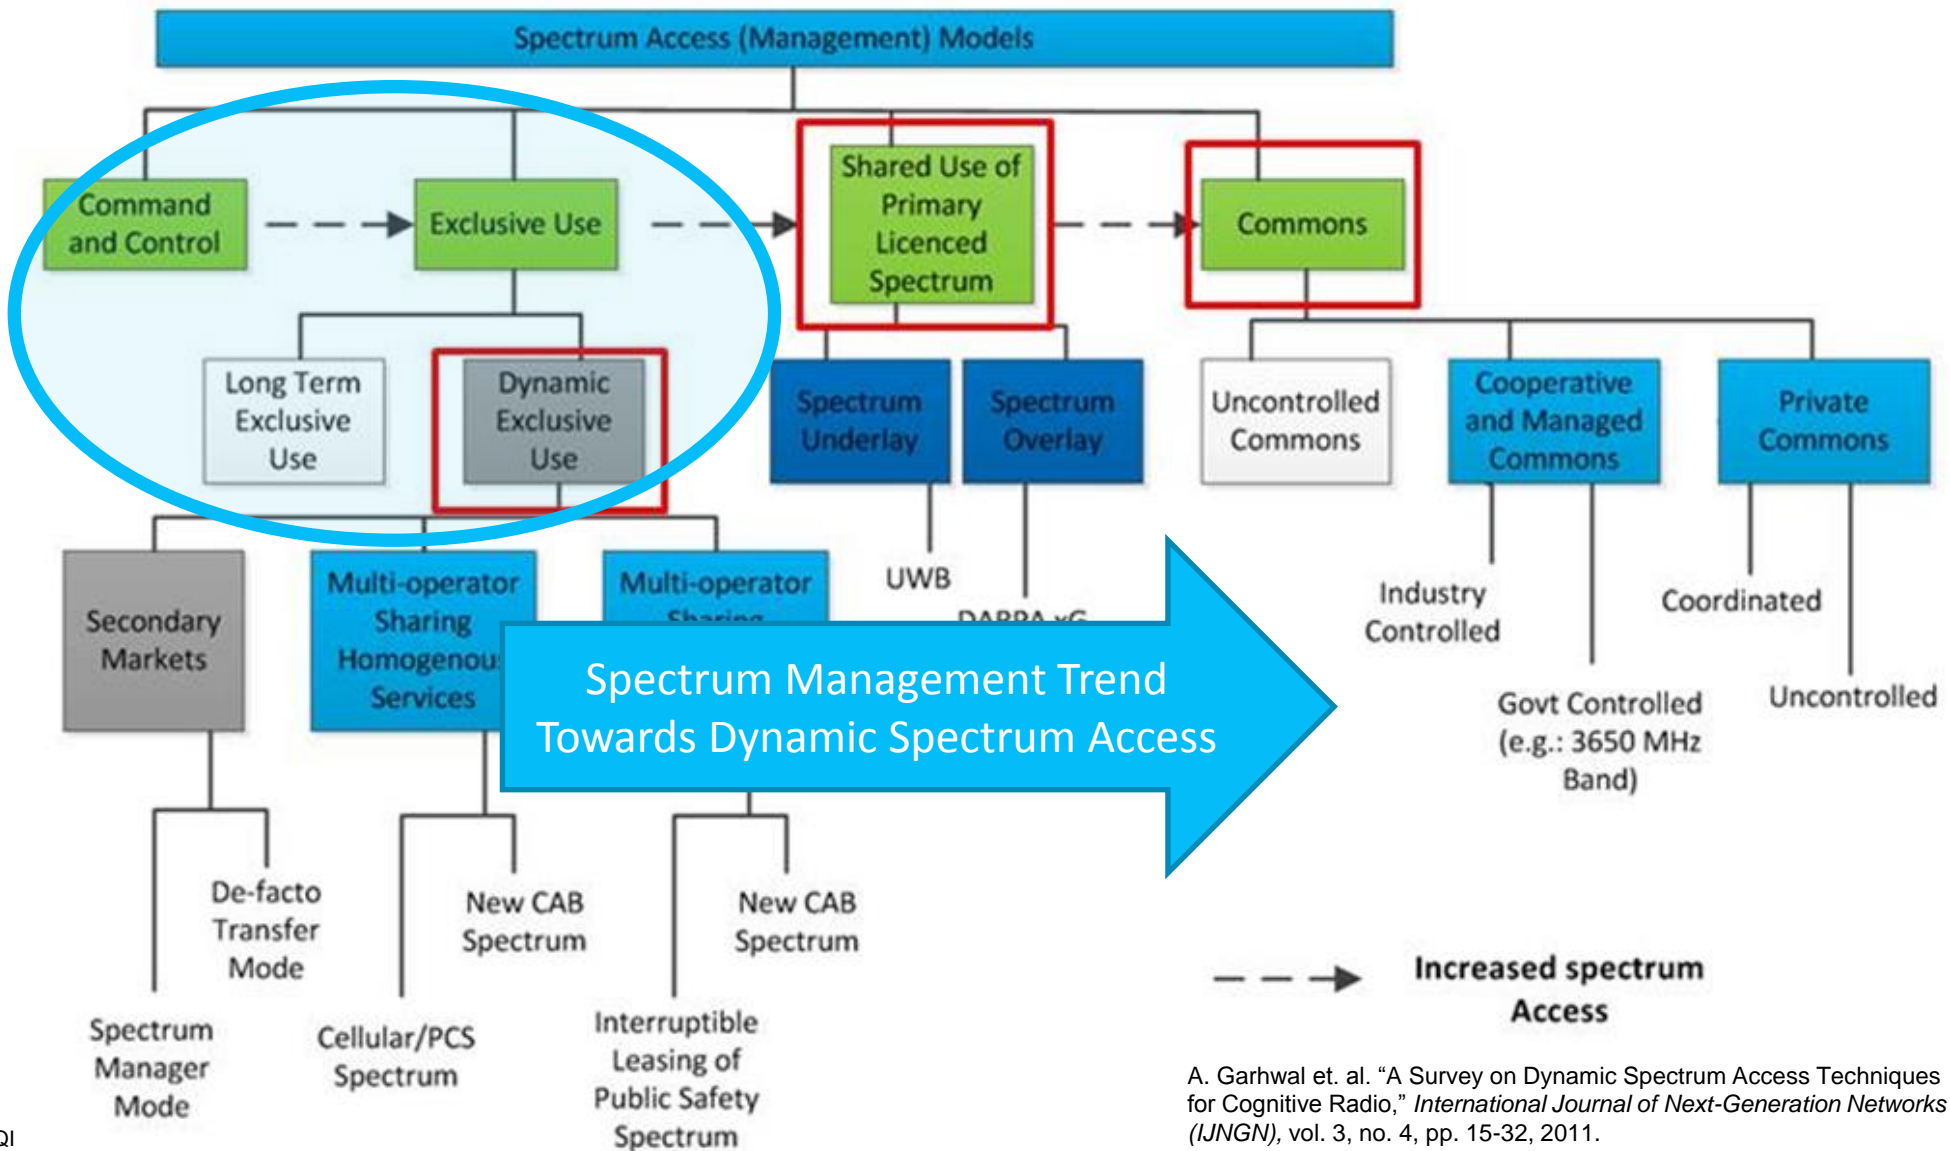 Spectrum Access (Management) Models
Command
and Control
Exclusive Use
Shared Use of
Primary
Licenced
Spectrum
Commons
Long Term
Exclusive
Use
Dynamic
Exclusive
Use
Spectrum
Underlay
Spectrum
Overlay
Uncontrolled
Commons
Cooperative
and Managed
Commons
Private
Commons
Secondary
Markets
Multi-operator
Sharing
Homogenous
Services
Multi-operator
Sharing
UWB
DARPA xG
Industry
Controlled
Govt Controlled
(e.g.: 3650 MHz
Band)
Coordinated
Uncontrolled
Spectrum Management Trend
Towards Dynamic Spectrum Access
Spectrum
Manager
Mode
De-facto
Transfer
Mode
Cellular/PCS
Spectrum
New CAB
Spectrum
Interruptible
Leasing of
Public Safety
Spectrum
New CAB
Spectrum
Increased spectrum
Access
A. Garhwal et. al. “A Survey on Dynamic Spectrum Access Techniques
for Cognitive Radio,” International Journal of Next-Generation Networks
(IJNGN), vol. 3, no. 4, pp. 15-32, 2011.
QI